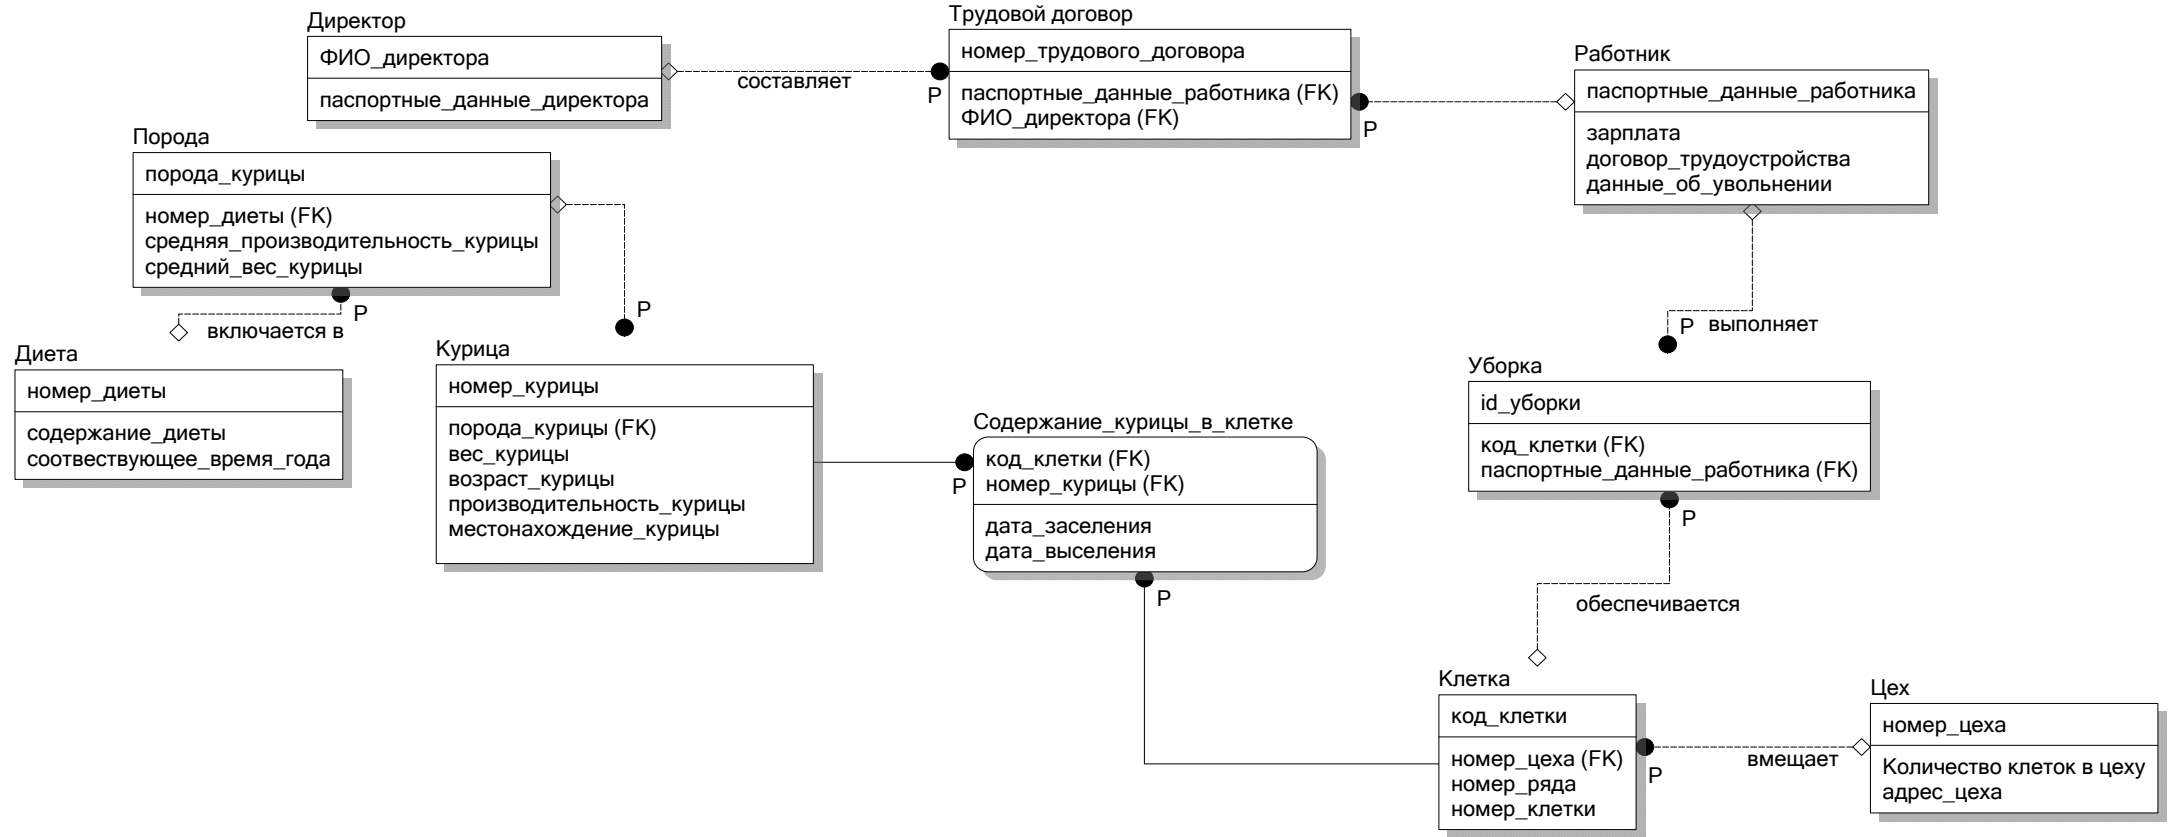 Директор
ФИО_директора
паспортные_данные_директора
составляет
P
Трудовой договор
номер_трудового_договора
паспортные_данные_работника (FK)
ФИО_директора (FK)
P
Работник
паспортные_данные_работника
зарплата
договор_трудоустройства
данные_об_увольнении
Порода
порода_курицы
номер_диеты (FK)
средняя_производительность_курицы
средний_вес_курицы
P
включается в
P
P
выполняет
Диета
номер_диеты
содержание_диеты
соотвествующее_время_года
Курица
номер_курицы
порода_курицы (FK)
вес_курицы
возраст_курицы
производительность_курицы
местонахождение_курицы
P
Содержание_курицы_в_клетке
код_клетки (FK)
номер_курицы (FK)
дата_заселения
дата_выселения
P
Уборка
id_уборки
код_клетки (FK)
паспортные_данные_работника (FK)
P
обеспечивается
Клетка
код_клетки
номер_цеха (FK)
номер_ряда
номер_клетки
P
вмещает
Цех
номер_цеха
Количество клеток в цеху
адрес_цеха